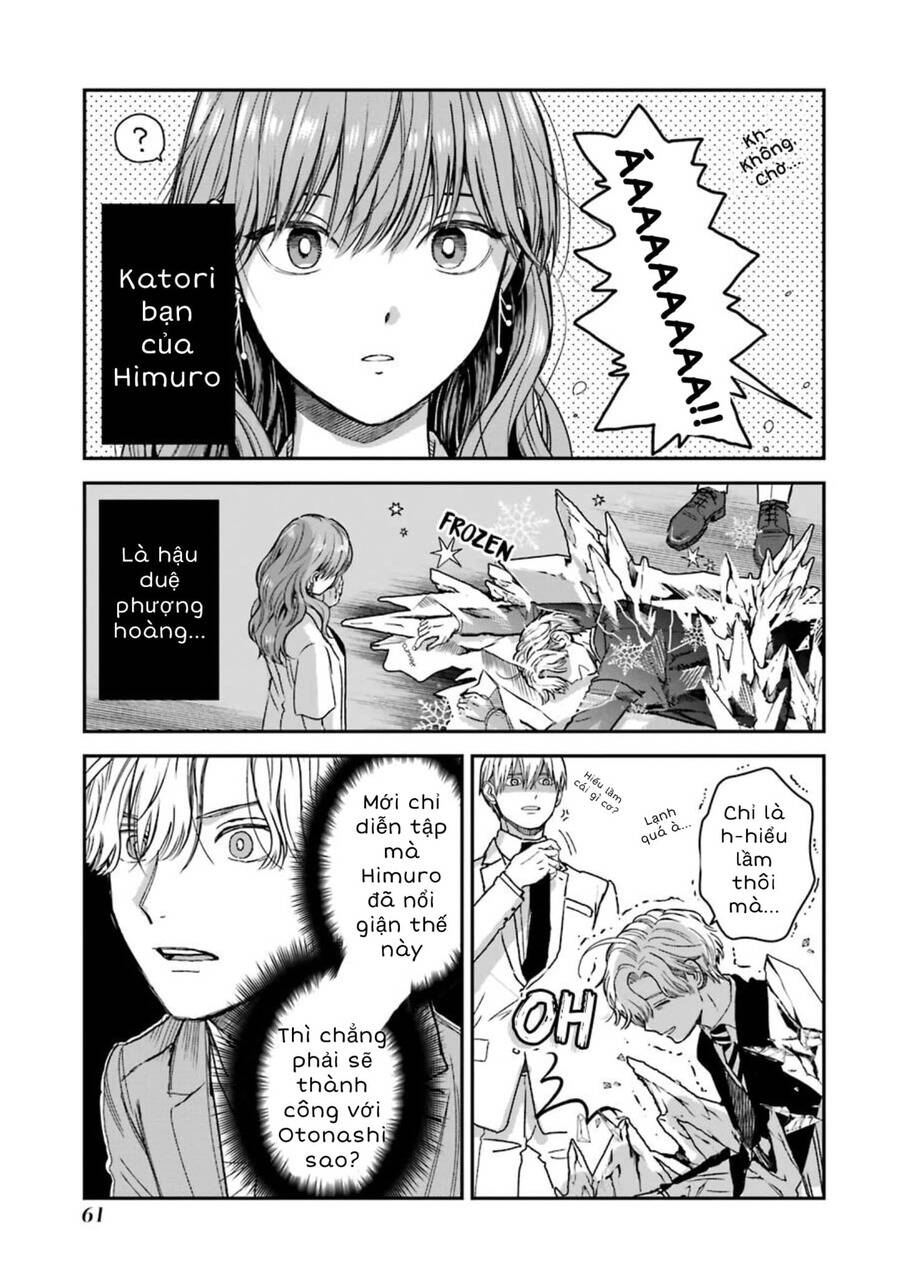 Kh-
Không.
Chờ....
ÁAAAAAAA!!
?
Katori
bạn
của
Himuro
FROZEN
Là hậu
duệ
phượng
hoàng...
Chỉ là
h-hiểu
lầm
thôi
mà...
Lạnh
quá à...
Hiểu lầm
cái gì cơ?
OH
Mới chỉ
diễn tập
mà
Himuro
đã nổi
giận thế
này
Thì chẳng
phải sẽ
thành
công với
Otonashi
sao?
61